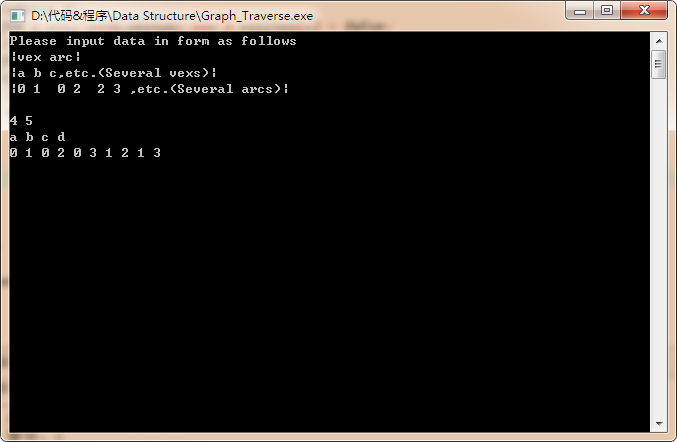 D:\代码&程序\Data Structure\Graph_Traverse.exe
Please input data in form as follows
|vex arc|
|a b c,etc.(Several vexs)|
|0 1  0 2  2 3 ,etc.(Several arcs)|
4 5
a b c d
0 1 0 2 0 3 1 2 1 3